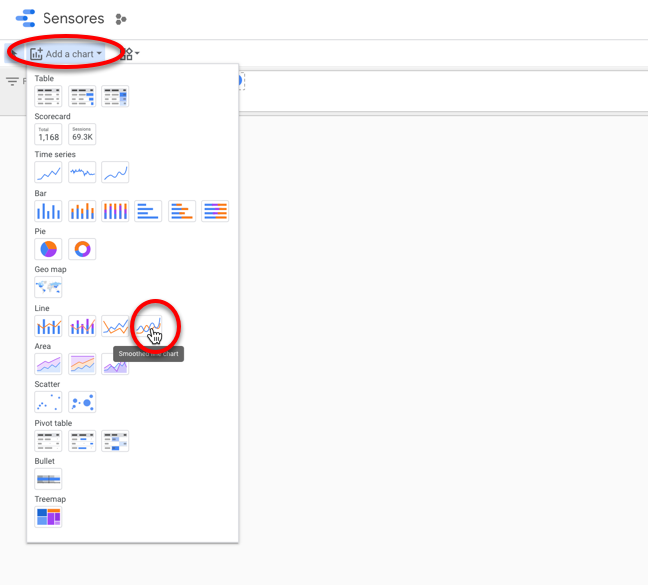 Sensores
Add a chart
Table
Scorecard
Total
1,168
Sessions
69.3K
Time series
Bar
Pie
Geo map
Line
Smoothed line chart
Area
Scatter
Pivot table
Bullet
Treemap